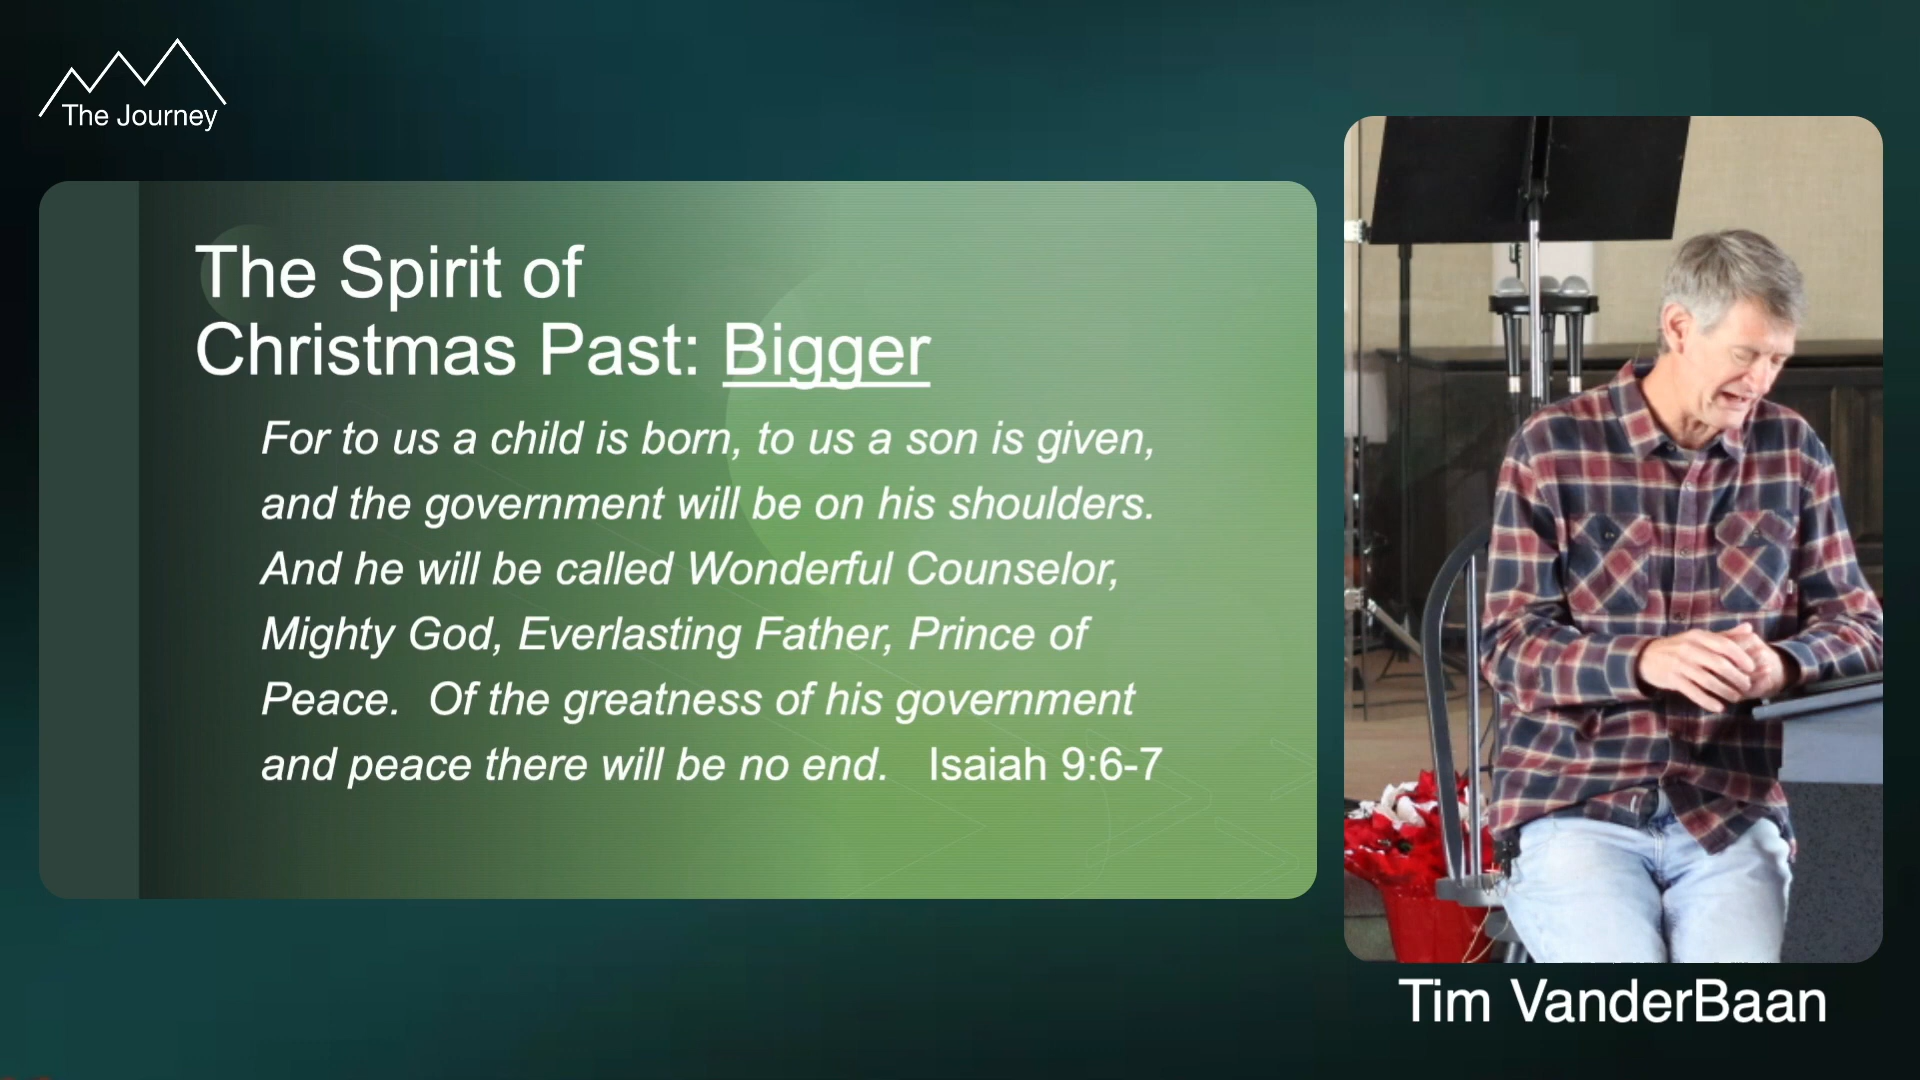 The Journey
The Spirit of
Christmas Past: Bigger
For to us a child is born, to us a son is given,
and the government will be on his shoulders.
And he will be called Wonderful Counselor,
Mighty God, Everlasting Father, Prince of
Peace.  Of the greatness of his government
and peace there will be no end.   Isaiah 9:6-7
Tim VanderBaan